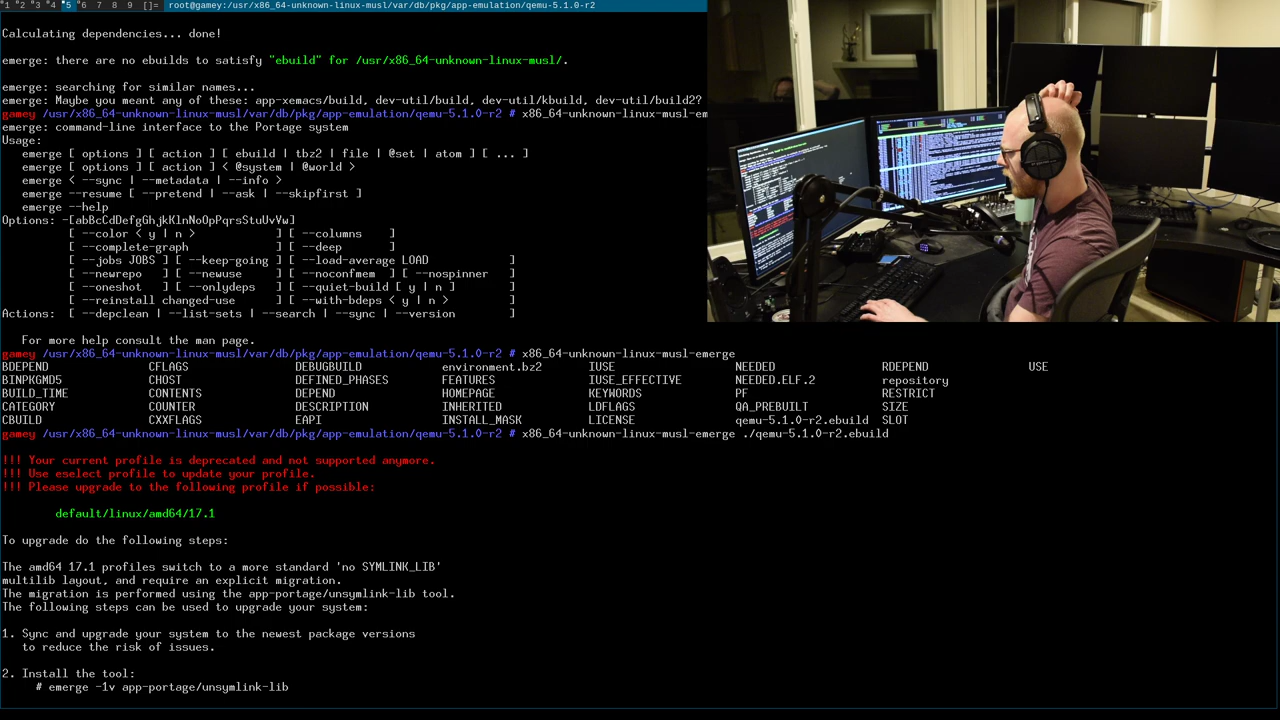 1 2 3 4 5 6 7 8 9 []= root@gamey:/usr/x86_64-unknown-linux-musl/var/db/pkg/app-emulation/qemu-5.1.0-r2
Calculating dependencies... done!
emerge: there are no ebuilds to satisfy "ebuild" for /usr/x86_64-unknown-linux-musl/.
emerge: searching for similar names...
emerge: Maybe you meant any of these: app-xemacs/build, dev-util/build, dev-util/kbuild, dev-util/build2?
gamey /usr/x86_64-unknown-linux-musl/var/db/pkg/app-emulation/qemu-5.1.0-r2 # x86_64-unknown-linux-musl-em
emerge: command-line interface to the Portage system
Usage:
emerge [ options ] [ action ] [ ebuild | tbz2 | file | @set | atom ] [ ... ]
emerge [ options ] [ action ] < @system | @world >
emerge < --sync | --metadata | --info >
emerge --resume [ --pretend | --ask | --skipfirst ]
emerge --help
Options: -[abBcCdDefgGhjkKlnNoOpPqrsStuUvVw]
[ --color < y | n > ] [ --columns ]
[ --complete-graph ] [ --deep ]
[ --jobs JOBS ] [ --keep-going ] [ --load-average LOAD ]
[ --newrepo ] [ --newuse ] [ --noconfmem ] [ --nospinner ]
[ --oneshot ] [ --onlydeps ] [ --quiet-build [ y | n ] ]
[ --reinstall changed-use ] [ --with-bdeps < y | n > ]
Actions: [ --depclean | --list-sets | --search | --sync | --version ]
For more help consult the man page.
gamey /usr/x86_64-unknown-linux-musl/var/db/pkg/app-emulation/qemu-5.1.0-r2 # x86_64-unknown-linux-musl-emerge
BDEPEND CFLAGS DEBUGBUILD environment.bz2 IUSE NEEDED RDEPEND USE
BINPKGMD5 CHOST DEFINED_PHASES FEATURES IUSE_EFFECTIVE NEEDED.ELF.2 repository
BUILD_TIME CONTENTS DEPEND HOMEPAGE KEYWORDS PF RESTRICT
CATEGORY COUNTER DESCRIPTION INHERITED LDFLAGS QA_PREBUILT SIZE
CBUILD CXXFLAGS EAPI INSTALL_MASK LICENSE qemu-5.1.0-r2.ebuild SLOT
gamey /usr/x86_64-unknown-linux-musl/var/db/pkg/app-emulation/qemu-5.1.0-r2 # x86_64-unknown-linux-musl-emerge ./qemu-5.1.0-r2.ebuild
!!! Your current profile is deprecated and not supported anymore.
!!! Use eselect profile to update your profile.
!!! Please upgrade to the following profile if possible:
default/linux/amd64/17.1
To upgrade do the following steps:
The amd64 17.1 profiles switch to a more standard 'no SYMLINK_LIB'
multilib layout, and require an explicit migration.
The migration is performed using the app-portage/unsymlink-lib tool.
The following steps can be used to upgrade your system:
1. Sync and upgrade your system to the newest package versions
to reduce the risk of issues.
2. Install the tool:
# emerge -1v app-portage/unsymlink-lib